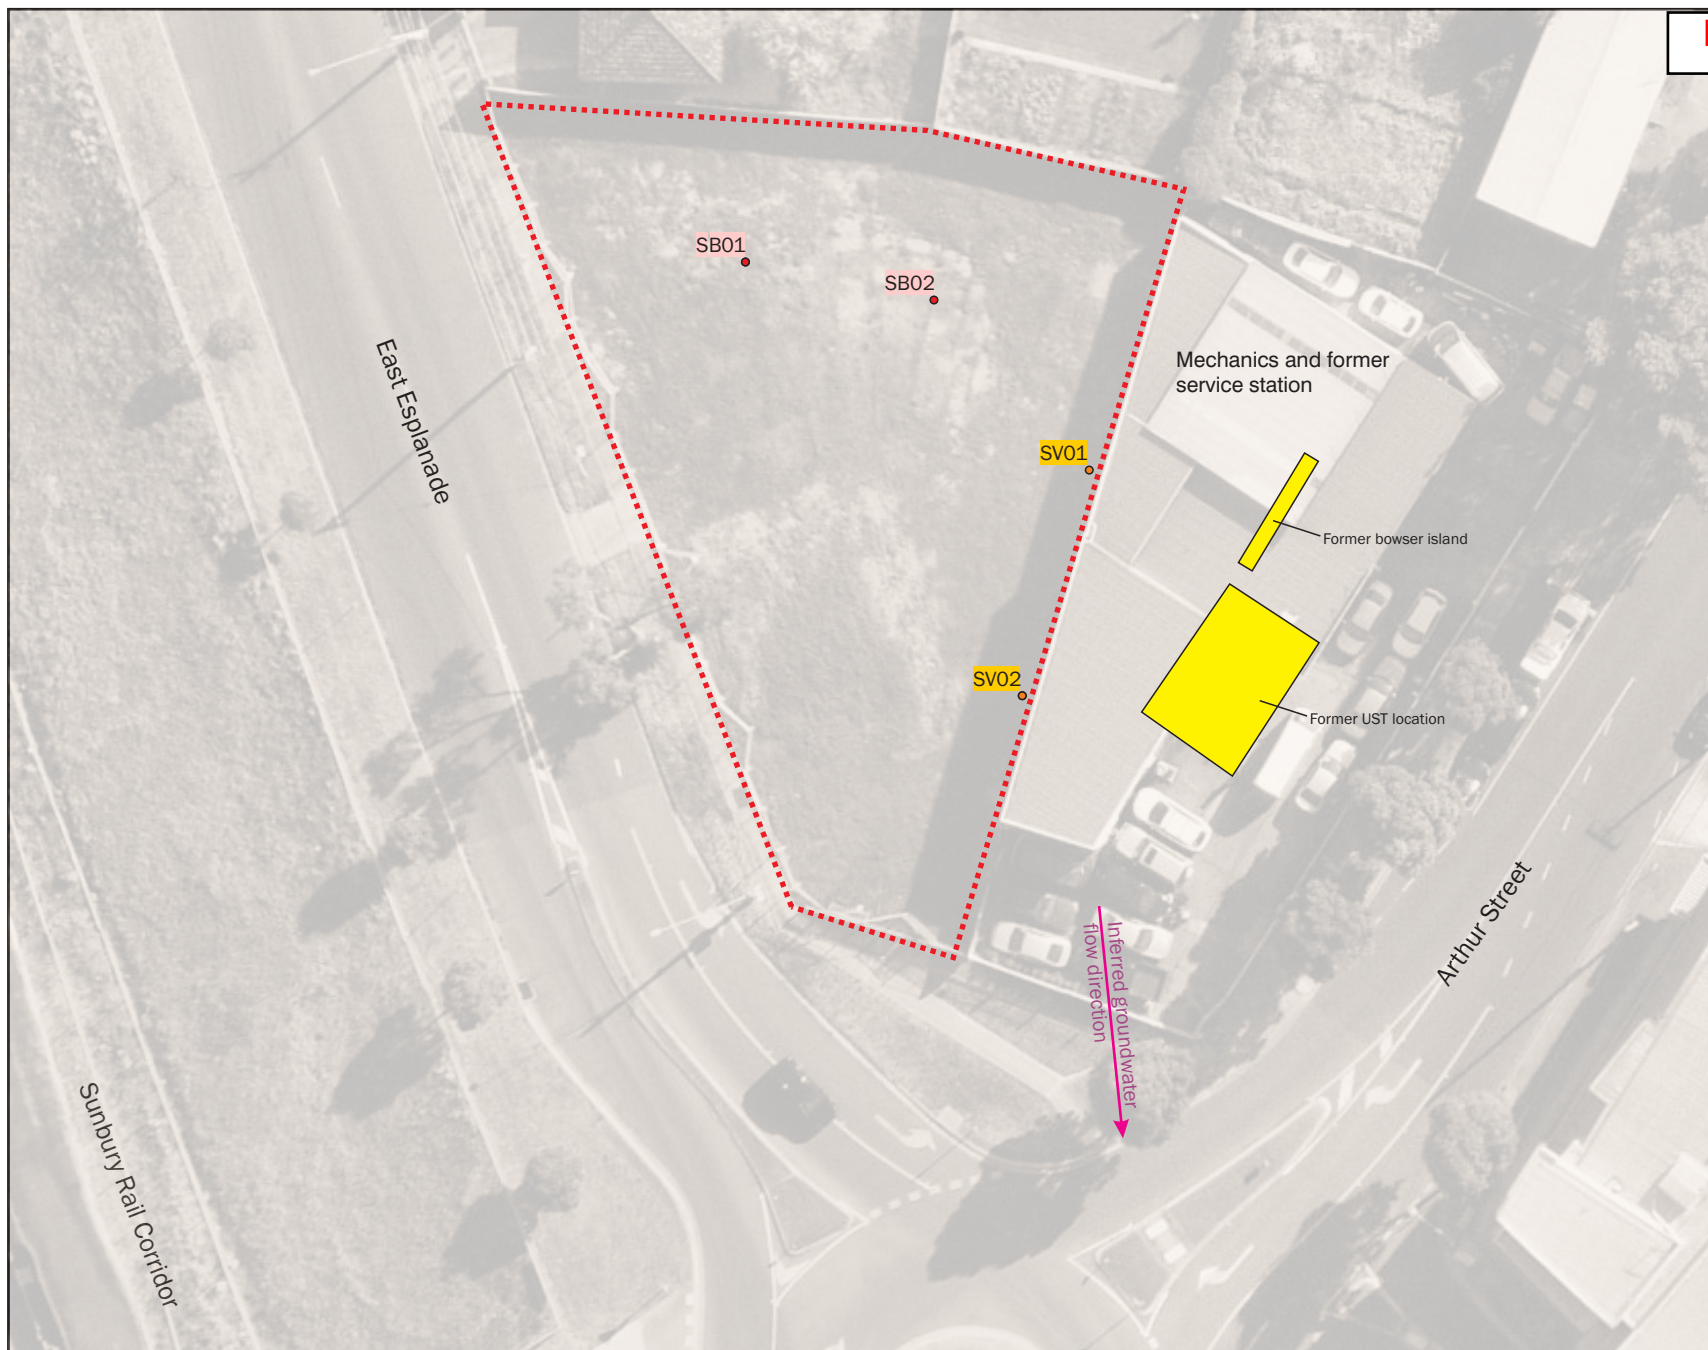 SB01
SB02
East Esplanade
Mechanics and former
service station
SV01
Former bowser island
SV02
Former UST location
Inferred groundwater
flow direction
Arthur Street
Sunbury Rail Corridor